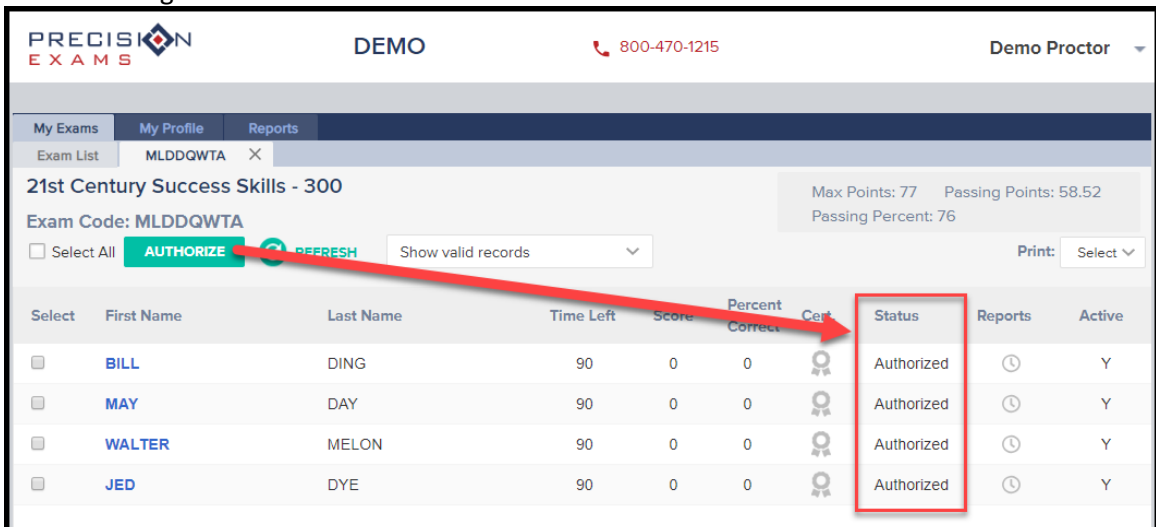 PRECISION EXAMS DEMO 800-470-1215 Demo Proctor
My Exams My Profile Reports
Exam List MLDDQWTA
21st Century Success Skills - 300
Max Points: 77 Passing Points: 58.52
Exam Code: MLDDQWTA
Passing Percent: 76
Select All AUTHORIZE REFRESH Show valid records Print: Select
Select First Name Last Name Time Left Score Percent Correct Cert. Status Reports Active
BILL DING 90 0 0 Authorized Y
MAY DAY 90 0 0 Authorized Y
WALTER MELON 90 0 0 Authorized Y
JED DYE 90 0 0 Authorized Y